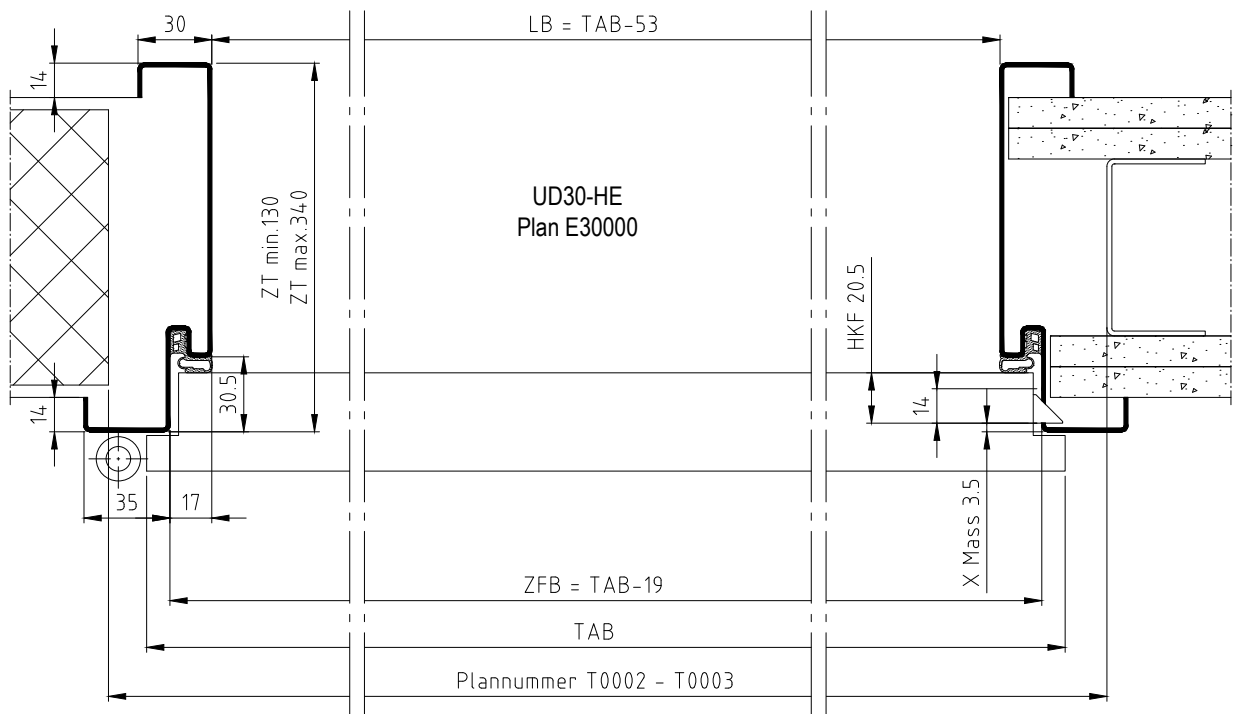 30
LB = TAB-53
14
UD30-HE
Plan E30000
ZT min.130
ZT max.340
HKF 20.5
30.5
14
14
35
17
X Mass 3.5
ZFB = TAB-19
TAB
Plannummer T0002 - T0003